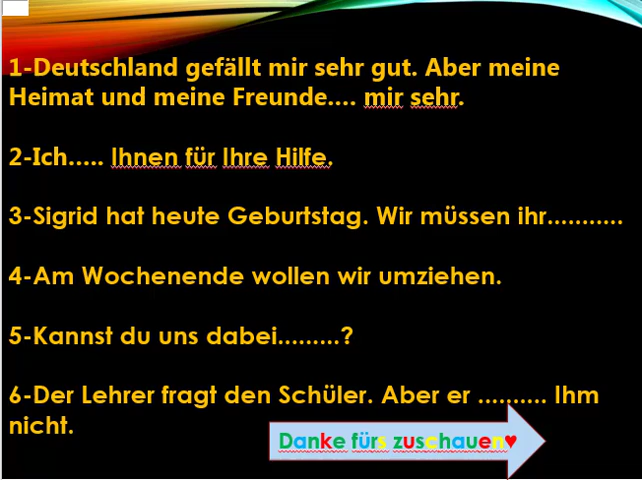 1-Deutschland gefällt mir sehr gut. Aber meine
Heimat und meine Freunde.... mir sehr.
2-Ich..... Ihnen für Ihre Hilfe.
3-Sigrid hat heute Geburtstag. Wir müssen ihr...........
4-Am Wochenende wollen wir umziehen.
5-Kannst du uns dabei.........?
6-Der Lehrer fragt den Schüler. Aber er .......... Ihm
nicht.
Danke fürs zuschauen♥